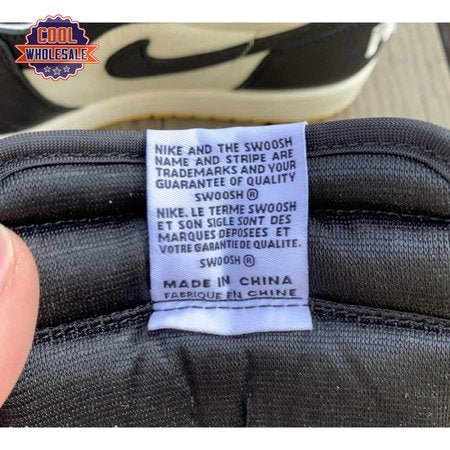 COOL
WHOLESALE
NIKE AND THE SWOOSH
NAME AND STRIPE ARE
TRADEMARKS AND YOUR
GUARANTEE OF QUALITY
SWOOSH®
NIKE. LE TERME SWOOSH
ET SON SIGLE SONT DES
MARQUES DEPOSEES ET
VOTRE GARANTIE DE QUALITE.
SWOOSH®
MADE IN CHINA
FABRIQUE EN CHINE